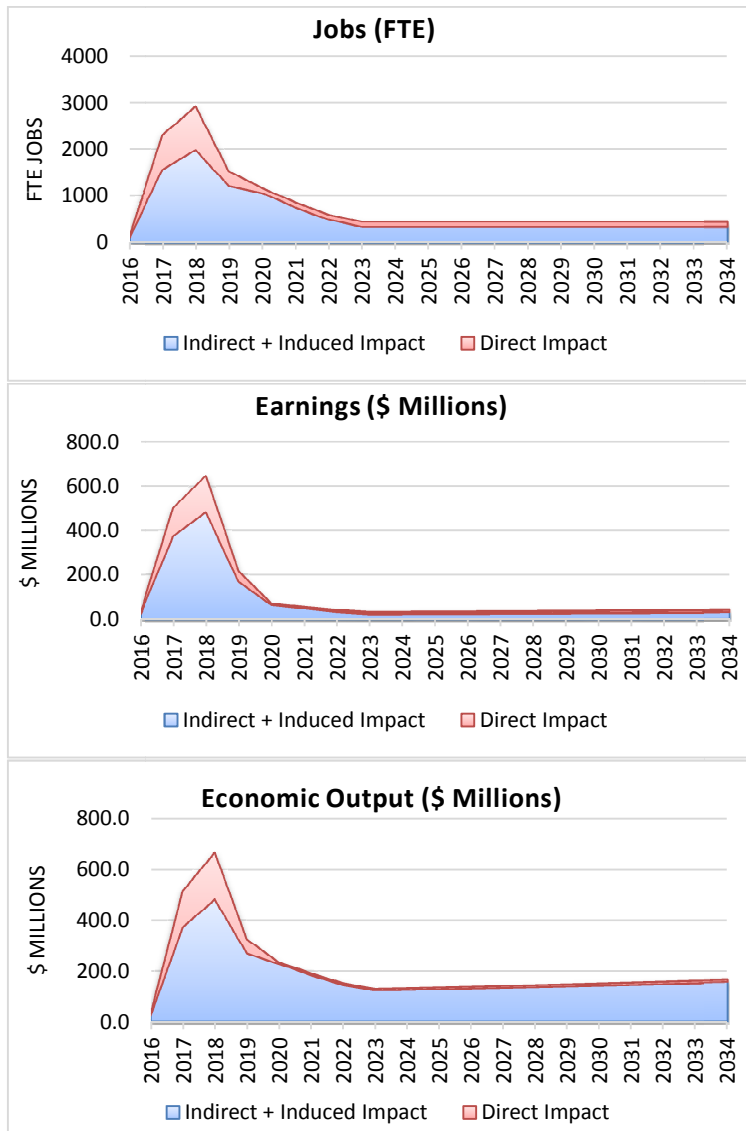 Jobs (FTE)
FTE JOBS
4000
3000
2000
1000
0
2016 2017 2018 2019 2020 2021 2022 2023 2024 2025 2026 2027 2028 2029 2030 2031 2032 2033 2034
Indirect + Induced Impact Direct Impact
Earnings ($ Millions)
$ MILLIONS
800.0
600.0
400.0
200.0
0.0
2016 2017 2018 2019 2020 2021 2022 2023 2024 2025 2026 2027 2028 2029 2030 2031 2032 2033 2034
Indirect + Induced Impact Direct Impact
Economic Output ($ Millions)
$ MILLIONS
800.0
600.0
400.0
200.0
0.0
2016 2017 2018 2019 2020 2021 2022 2023 2024 2025 2026 2027 2028 2029 2030 2031 2032 2033 2034
Indirect + Induced Impact Direct Impact